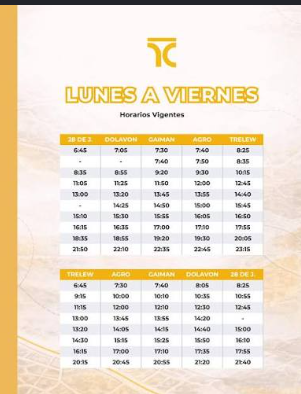 TC
LUNES A VIERNES
Horarios Vigentes
28 DE J. DOLAVON GAIMAN AGRO TRELEW
6:45 7:05 7:30 7:40 8:25
- - 7:40 7:50 8:35
8:35 8:55 9:20 9:30 10:15
11:05 11:25 11:50 12:00 12:45
13:00 13:20 13:45 13:55 14:40
- 14:25 14:50 15:00 15:45
15:10 15:30 15:55 16:05 16:50
16:15 16:35 17:00 17:10 17:55
18:35 18:55 19:20 19:30 20:05
21:50 22:10 22:35 22:45 23:15
TRELEW AGRO GAIMAN DOLAVON 28 DE J.
6:45 7:30 7:40 8:05 8:25
9:15 10:00 10:10 10:35 10:55
11:15 12:00 12:10 12:30 12:45
13:00 13:45 13:55 14:20 -
13:20 14:05 14:15 14:40 15:00
14:30 15:15 15:25 15:50 16:10
16:15 17:00 17:10 17:35 17:55
20:15 20:45 20:55 21:20 21:40